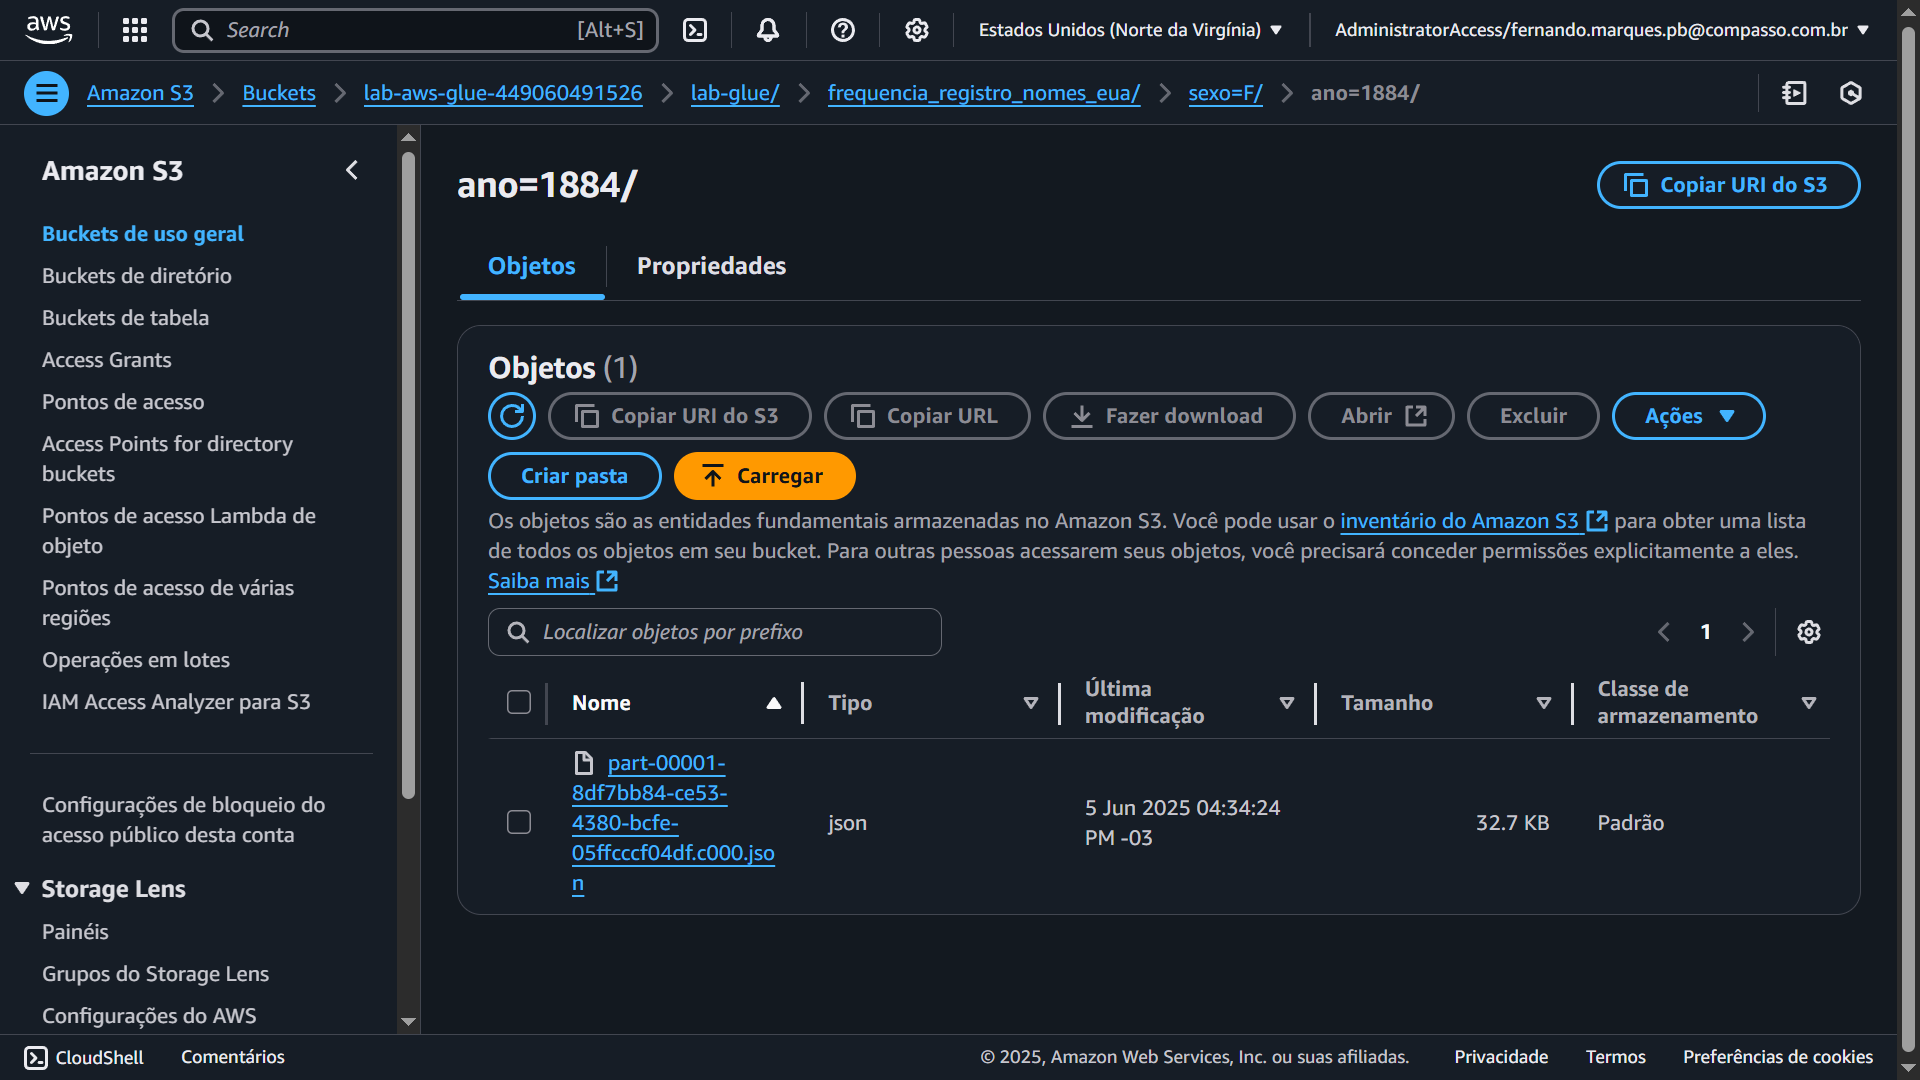 aws
Search [Alt+S]
Estados Unidos (Norte da Virgínia)
AdministratorAccess/fernando.marques.pb@compasso.com.br
Amazon S3
Buckets
lab-aws-glue-449060491526
lab-glue/
frequencia_registro_nomes_eua/
sexo=F/
ano=1884/
Amazon S3
Buckets de uso geral
Buckets de diretório
Buckets de tabela
Access Grants
Pontos de acesso
Access Points for directory
buckets
Pontos de acesso Lambda de
objeto
Pontos de acesso de várias
regiões
Operações em lotes
IAM Access Analyzer para S3
Configurações de bloqueio do
acesso público desta conta
Storage Lens
Painéis
Grupos do Storage Lens
Configurações do AWS
ano=1884/
Copiar URI do S3
Objetos
Propriedades
Objetos (1)
Copiar URI do S3
Copiar URL
Fazer download
Abrir
Excluir
Ações
Criar pasta
Carregar
Os objetos são as entidades fundamentais armazenadas no Amazon S3. Você pode usar o inventário do Amazon S3 para obter uma lista
de todos os objetos em seu bucket. Para outras pessoas acessarem seus objetos, você precisará conceder permissões explicitamente a eles.
Saiba mais
Localizar objetos por prefixo
1
Nome
Tipo
Última
modificação
Tamanho
Classe de
armazenamento
part-00001-
8df7bb84-ce53-
4380-bcfe-
05ffcccf04df.c000.jso
n
json
5 Jun 2025 04:34:24
PM -03
32.7 KB
Padrão
CloudShell
Comentários
© 2025, Amazon Web Services, Inc. ou suas afiliadas.
Privacidade
Termos
Preferências de cookies